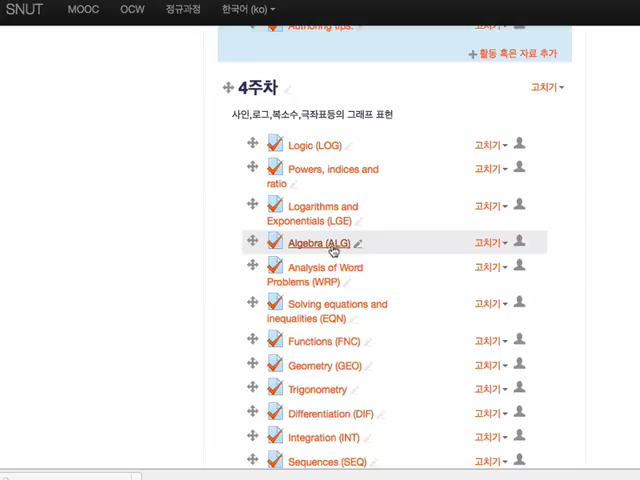 SNUT MOOC OCW 정규과정 한국어 (ko)
Authoring tips.
활동 혹은 자료 추가
4주차 고치기
사인,로그,복소수,극좌표등의 그래프 표현
Logic (LOG) 고치기
Powers, indices and 고치기
ratio
Logarithms and 고치기
Exponentials (LGE)
Algebra (ALG) 고치기
Analysis of Word 고치기
Problems (WRP)
Solving equations and 고치기
inequalities (EQN)
Functions (FNC) 고치기
Geometry (GEO) 고치기
Trigonometry 고치기
Differentiation (DIF) 고치기
Integration (INT) 고치기
Sequences (SEQ) 고치기